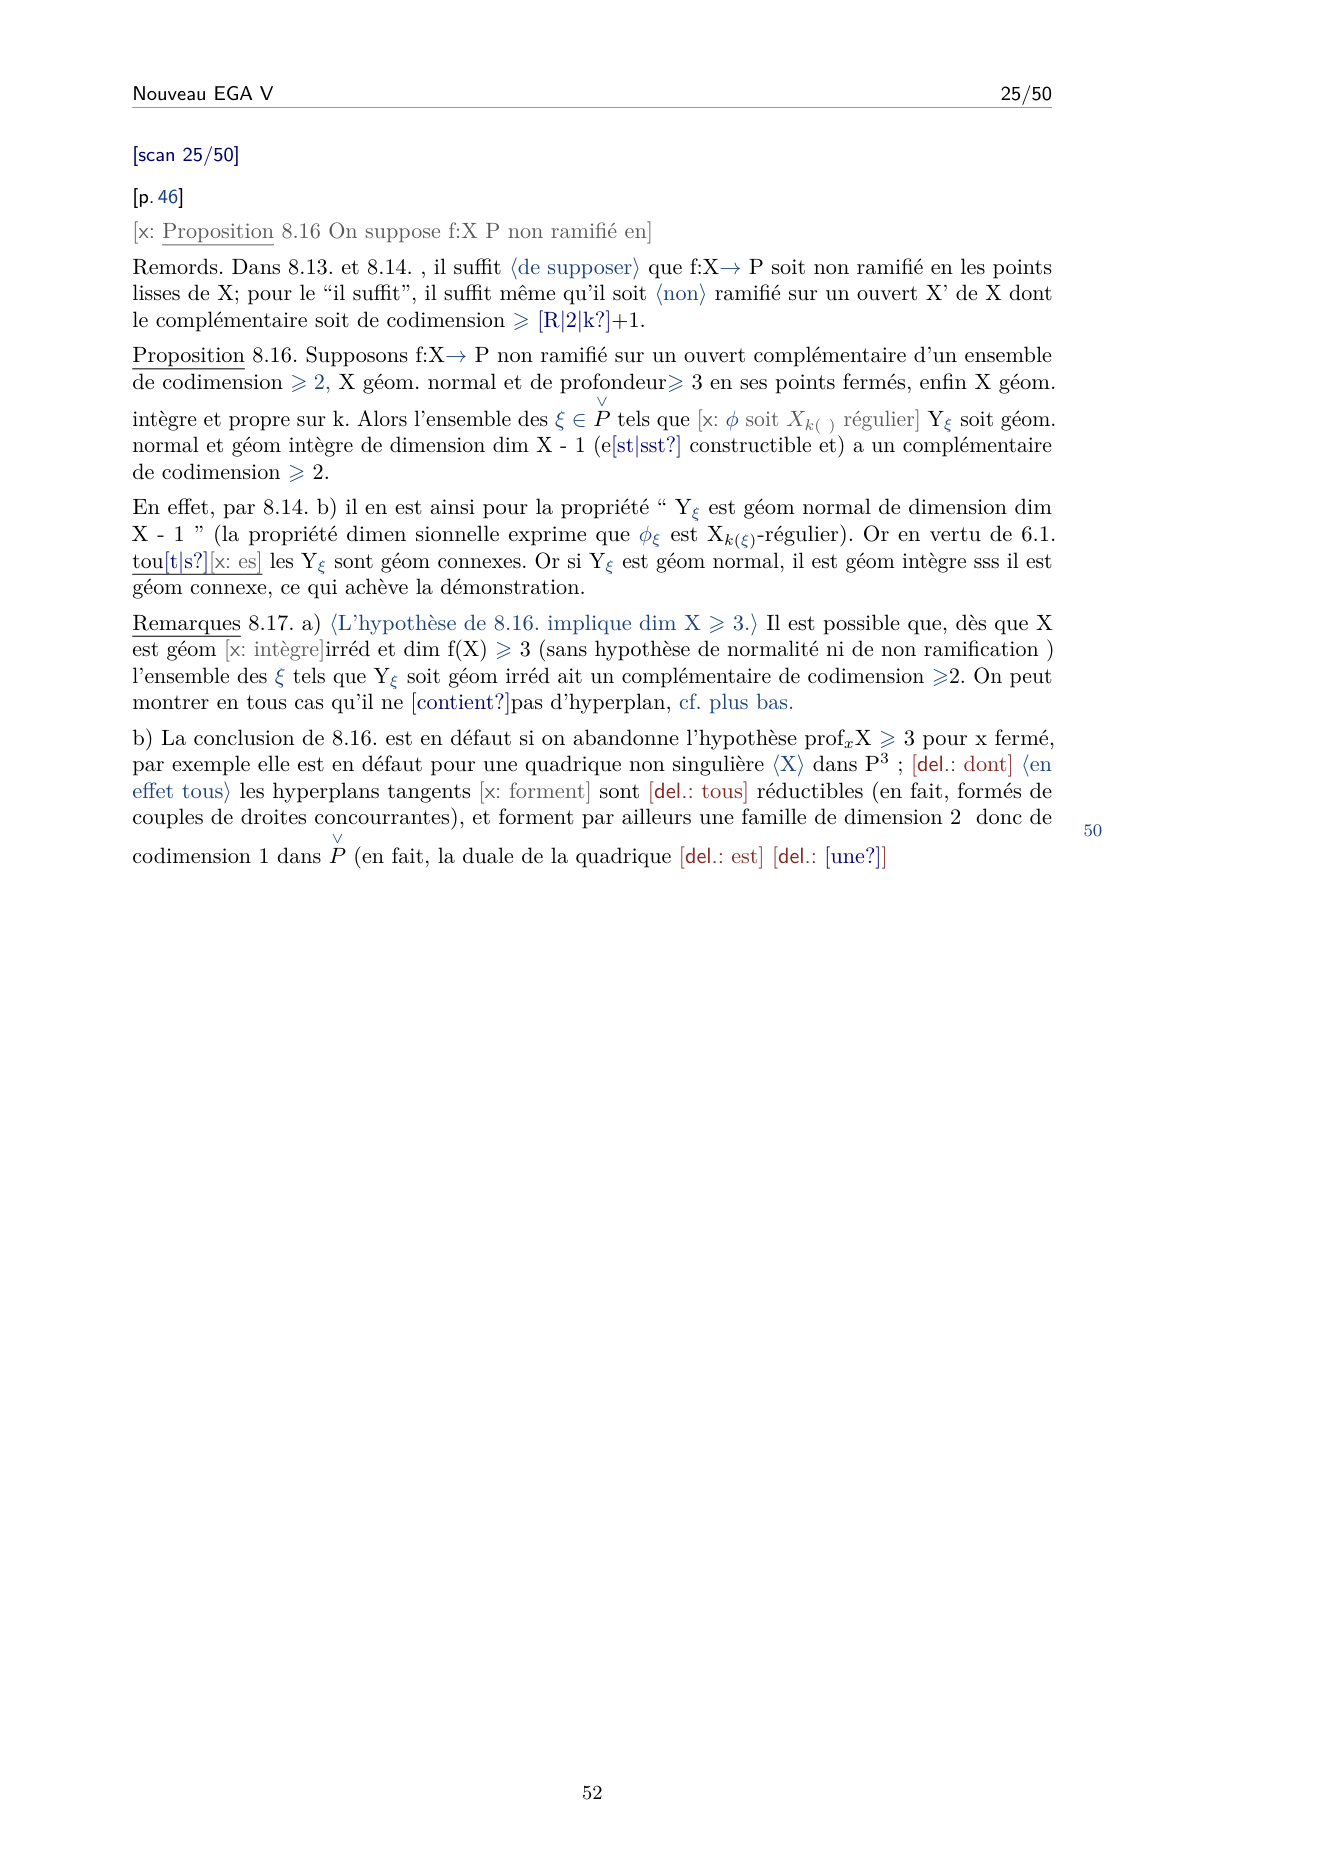 Nouveau EGA V 25/50
[scan 25/50]
[p. 46]
[x: Proposition 8.16 On suppose f:X P non ramifié en]
Remords. Dans 8.13. et 8.14. , il suffit ⟨de supposer⟩ que f:X→ P soit non ramifié en les points
lisses de X; pour le “il suffit”, il suffit même qu'il soit ⟨non⟩ ramifié sur un ouvert X' de X dont
le complémentaire soit de codimension ⩾ [R|2|k?]+1.
Proposition 8.16. Supposons f:X→ P non ramifié sur un ouvert complémentaire d'un ensemble
de codimension ⩾ 2, X géom. normal et de profondeur⩾ 3 en ses points fermés, enfin X géom.
intègre et propre sur k. Alors l'ensemble des ξ ∈ P̌ tels que [x: ϕ soit X_{k( )} régulier] Y_ξ soit géom.
normal et géom intègre de dimension dim X - 1 (e[st|sst?] constructible et) a un complémentaire
de codimension ⩾ 2.
En effet, par 8.14. b) il en est ainsi pour la propriété “ Y_ξ est géom normal de dimension dim
X - 1 ” (la propriété dimen sionnelle exprime que ϕ_ξ est X_{k(ξ)}-régulier). Or en vertu de 6.1.
tou[t|s?][x: es] les Y_ξ sont géom connexes. Or si Y_ξ est géom normal, il est géom intègre sss il est
géom connexe, ce qui achève la démonstration.
Remarques 8.17. a) ⟨L'hypothèse de 8.16. implique dim X ⩾ 3.⟩ Il est possible que, dès que X
est géom [x: intègre]irréd et dim f(X) ⩾ 3 (sans hypothèse de normalité ni de non ramification )
l'ensemble des ξ tels que Y_ξ soit géom irréd ait un complémentaire de codimension ⩾2. On peut
montrer en tous cas qu'il ne [contient?]pas d'hyperplan, cf. plus bas.
b) La conclusion de 8.16. est en défaut si on abandonne l'hypothèse prof_xX ⩾ 3 pour x fermé,
par exemple elle est en défaut pour une quadrique non singulière ⟨X⟩ dans P³ ; [del.: dont] ⟨en
effet tous⟩ les hyperplans tangents [x: forment] sont [del.: tous] réductibles (en fait, formés de
couples de droites concourrantes), et forment par ailleurs une famille de dimension 2 donc de
50
codimension 1 dans P̌ (en fait, la duale de la quadrique [del.: est] [del.: [une?]]
52